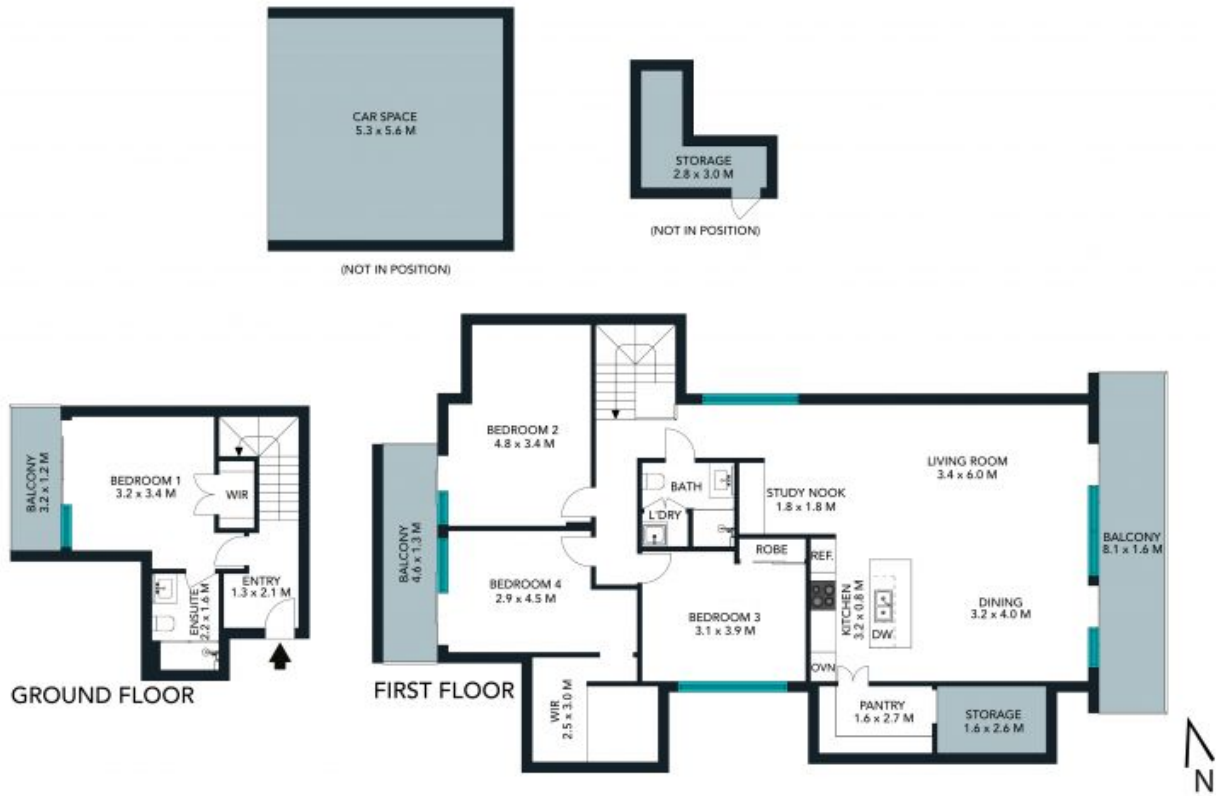 CAR SPACE
5.3 x 5.6 M
(NOT IN POSITION)
STORAGE
2.8 x 3.0 M
(NOT IN POSITION)
BALCONY
3.2 x 1.2 M
BEDROOM 1
3.2 x 3.4 M
WIR
ENSUITE
2.2 x 1.6 M
ENTRY
1.3 x 2.1 M
GROUND FLOOR
BALCONY
4.6 x 1.3 M
BEDROOM 2
4.8 x 3.4 M
BATH
L'DRY
STUDY NOOK
1.8 x 1.8 M
LIVING ROOM
3.4 x 6.0 M
BALCONY
8.1 x 1.6 M
BEDROOM 4
2.9 x 4.5 M
ROBE
BEDROOM 3
3.1 x 3.9 M
REF.
KITCHEN
3.2 x 0.8 M
DW
OVN
DINING
3.2 x 4.0 M
WIR
2.5 x 3.0 M
PANTRY
1.6 x 2.7 M
STORAGE
1.6 x 2.6 M
FIRST FLOOR
N